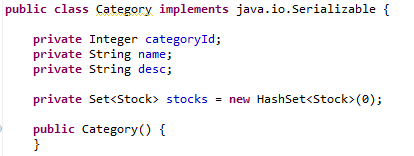 public class Category implements java.io.Serializable {
private Integer categoryId;
private String name;
private String desc;
private Set<Stock> stocks = new HashSet<Stock>(0);
public Category() {
}